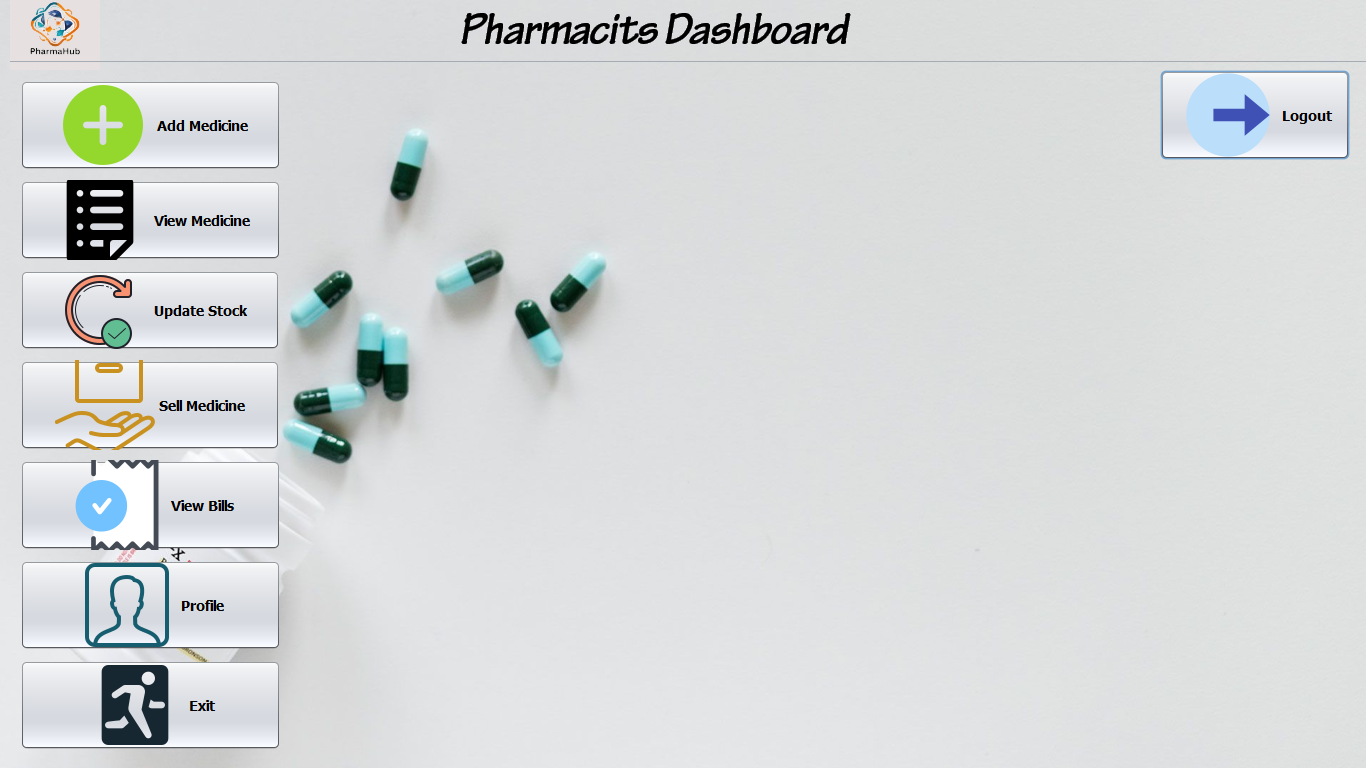 PharmaHub
Pharmacits Dashboard
Add Medicine
Logout
View Medicine
Update Stock
Sell Medicine
View Bills
Profile
Exit